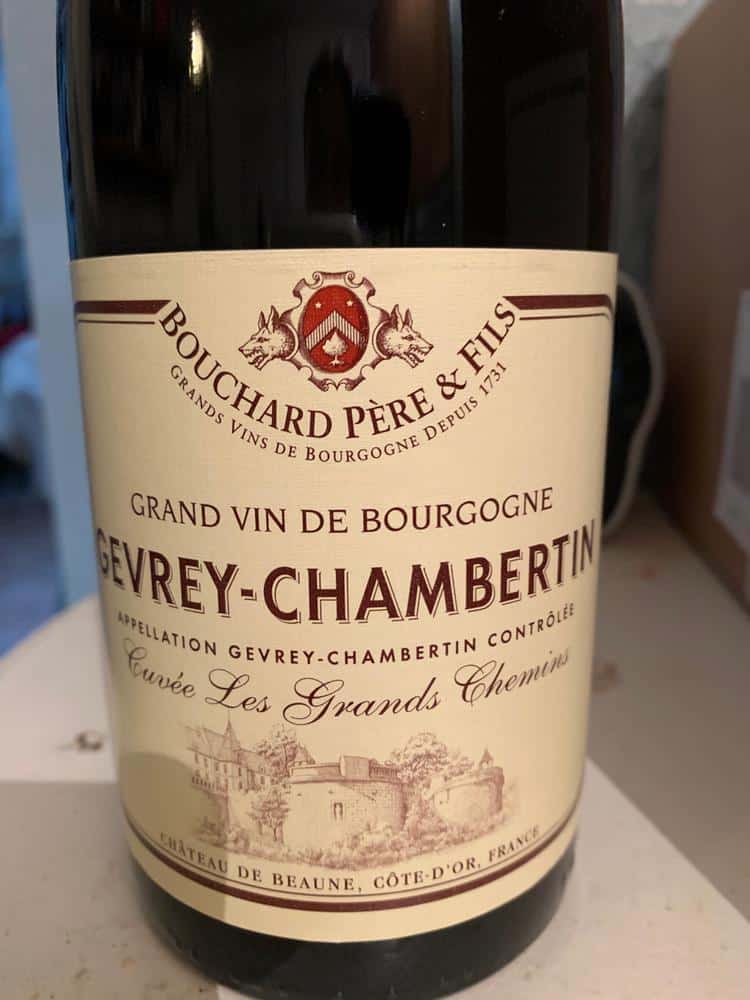 BOUCHARD PÈRE & FILS
GRANDS VINS DE BOURGOGNE DEPUIS 1731
GRAND VIN DE BOURGOGNE
GEVREY-CHAMBERTIN
APPELLATION GEVREY-CHAMBERTIN CONTRÔLÉE
Cuvée Les Grands Chemins
CHÂTEAU DE BEAUNE, CÔTE-D'OR, FRANCE